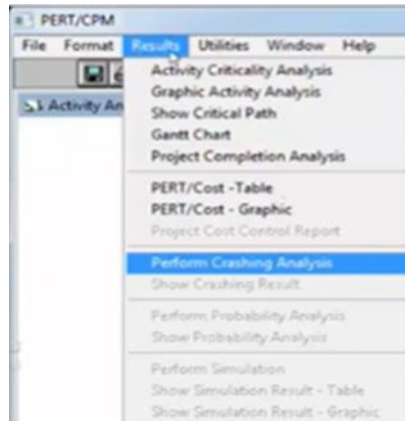 PERT/CPM
File Format Results Utilities Window Help
Activity Criticality Analysis
Graphic Activity Analysis
Activity An
Show Critical Path
Gantt Chart
Project Completion Analysis
PERT/Cost -Table
PERT/Cost - Graphic
Project Cost Control Report
Perform Crashing Analysis
Show Crashing Result
Perform Probability Analysis
Show Probability Analysis
Perform Simulation
Show Simulation Result - Table
Show Simulation Result - Graphic